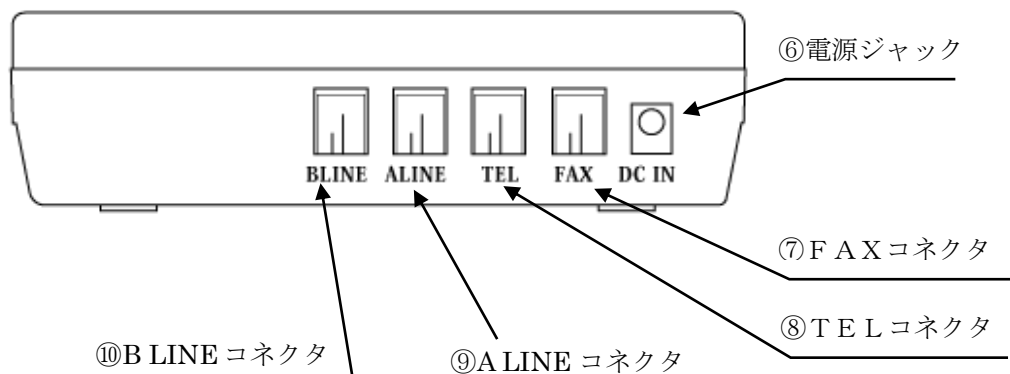 ⑥電源ジャック
BLINE ALINE TEL FAX DC IN
⑦ＦＡＸコネクタ
⑧ＴＥＬコネクタ
⑩B LINE コネクタ
⑨A LINE コネクタ